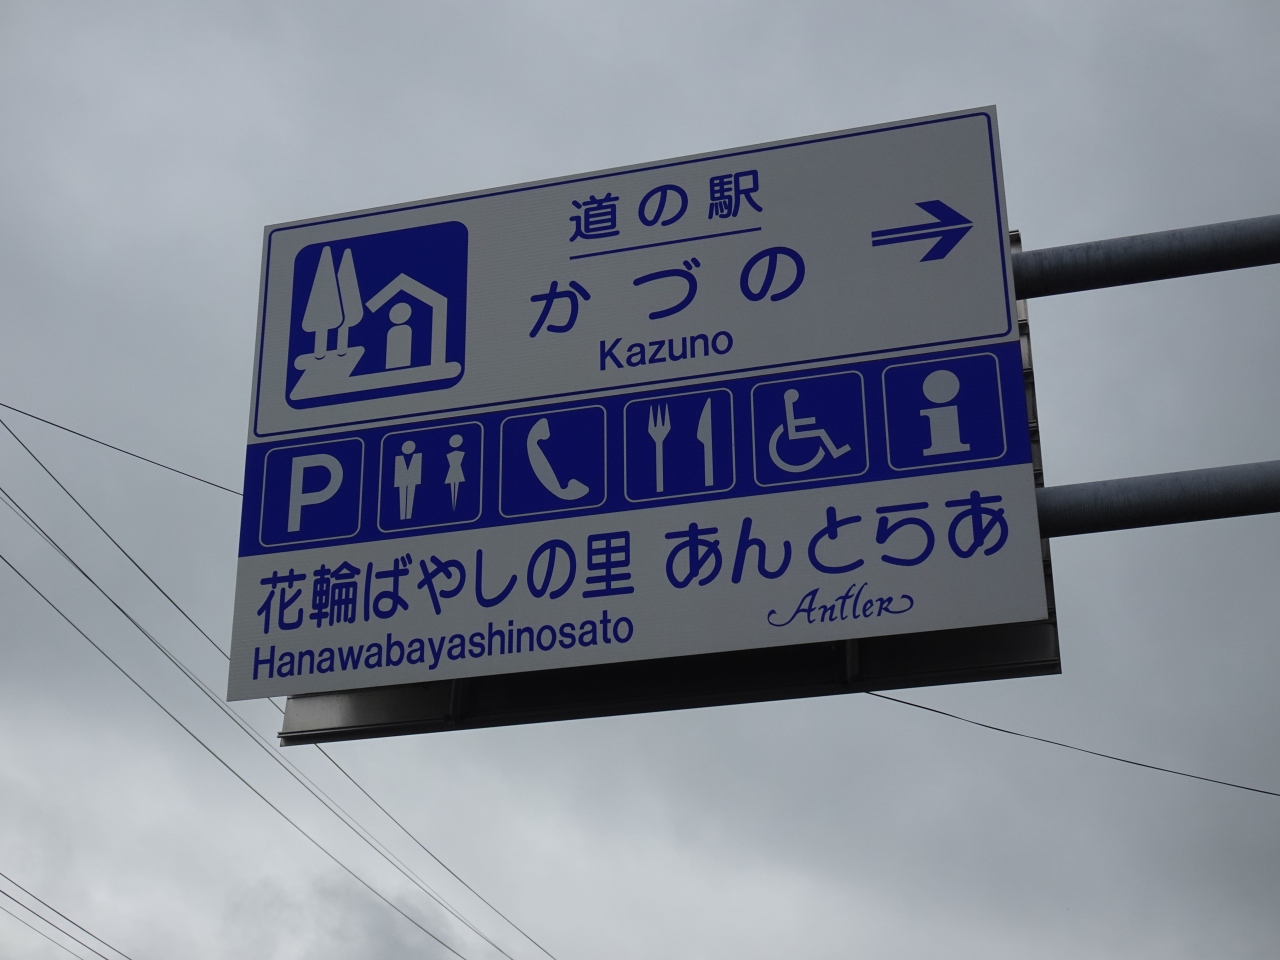 道の駅
かづの
Kazuno
P
i
花輪ばやしの里 あんとらあ
Hanawabayashinosato Antler